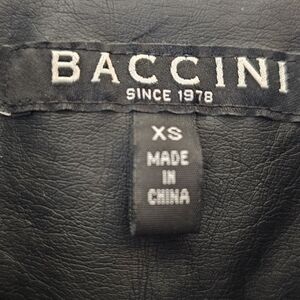 BACCINI
SINCE 1978
XS
MADE
IN
CHINA